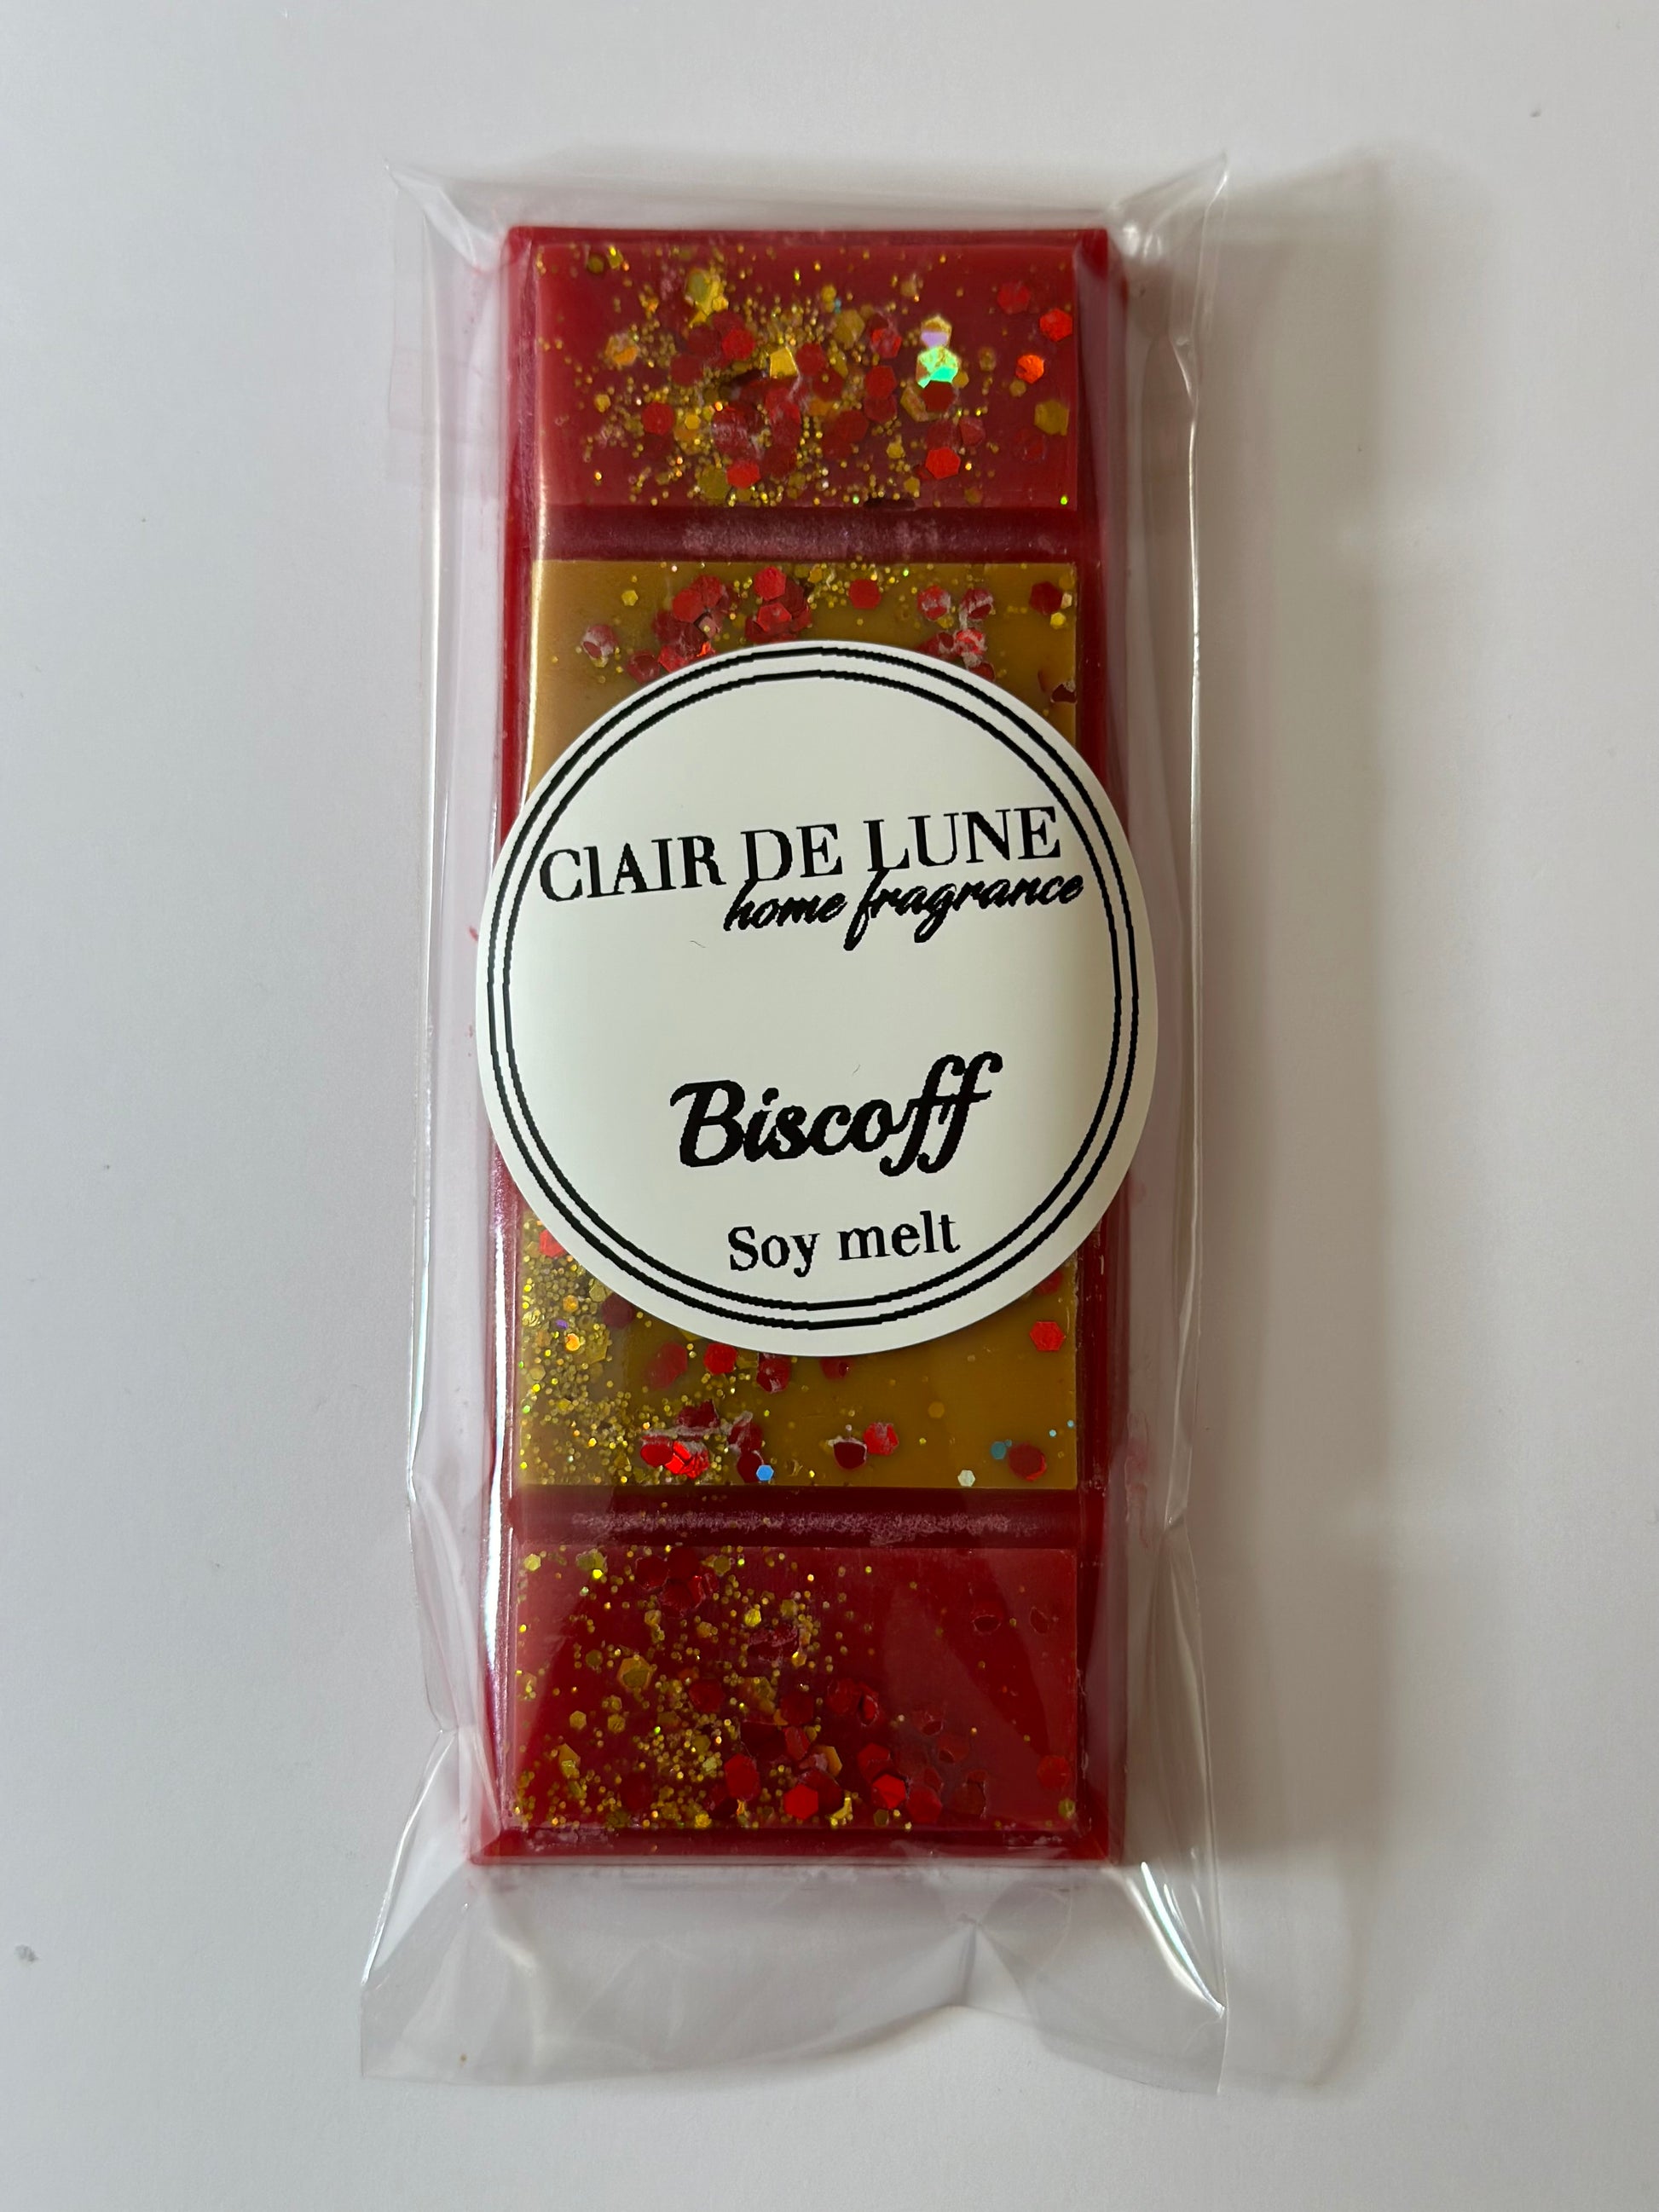 ClAIR DE LUNE
home fragrance
Biscoff
Soy melt